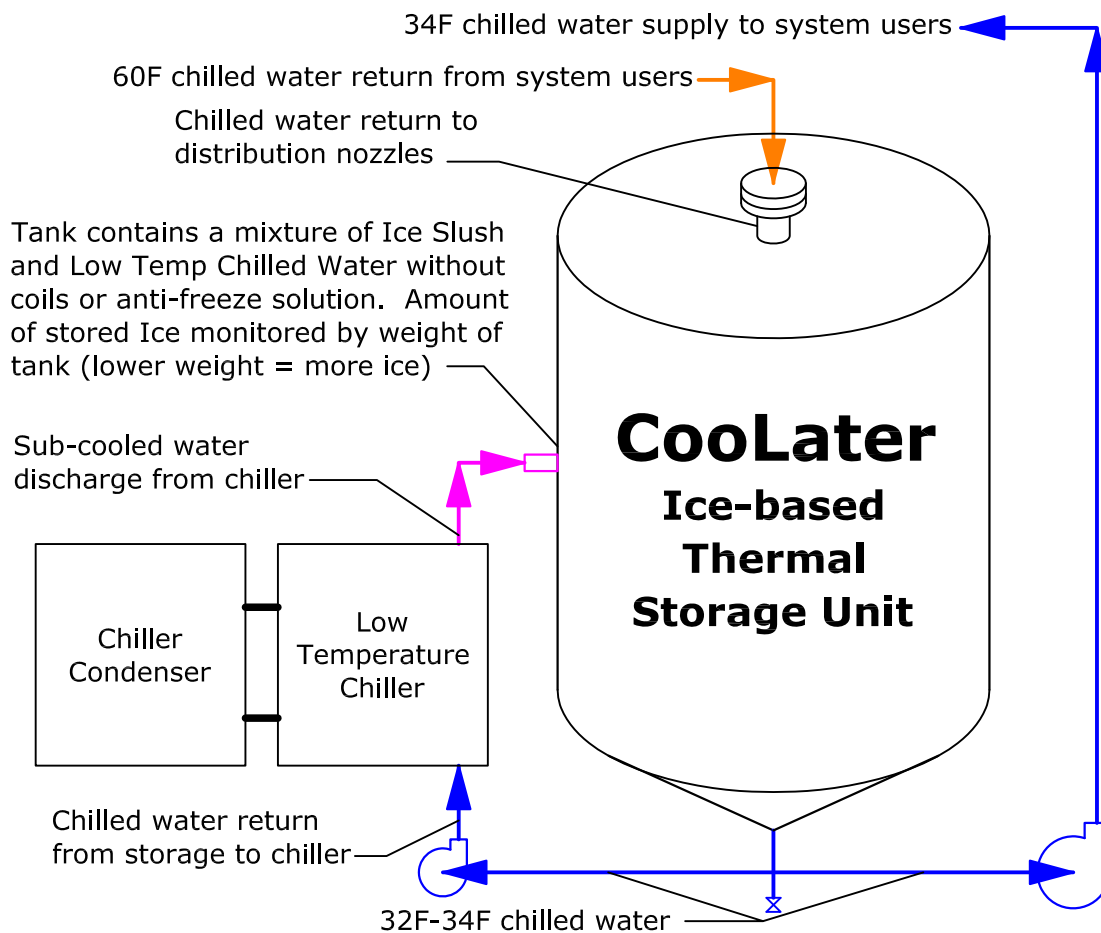 34F chilled water supply to system users
60F chilled water return from system users
Chilled water return to
distribution nozzles
Tank contains a mixture of Ice Slush
and Low Temp Chilled Water without
coils or anti-freeze solution.  Amount
of stored Ice monitored by weight of
tank (lower weight = more ice)
Sub-cooled water
discharge from chiller
CooLater
Ice-based
Thermal
Storage Unit
Chiller
Condenser
Low
Temperature
Chiller
Chilled water return
from storage to chiller
32F-34F chilled water